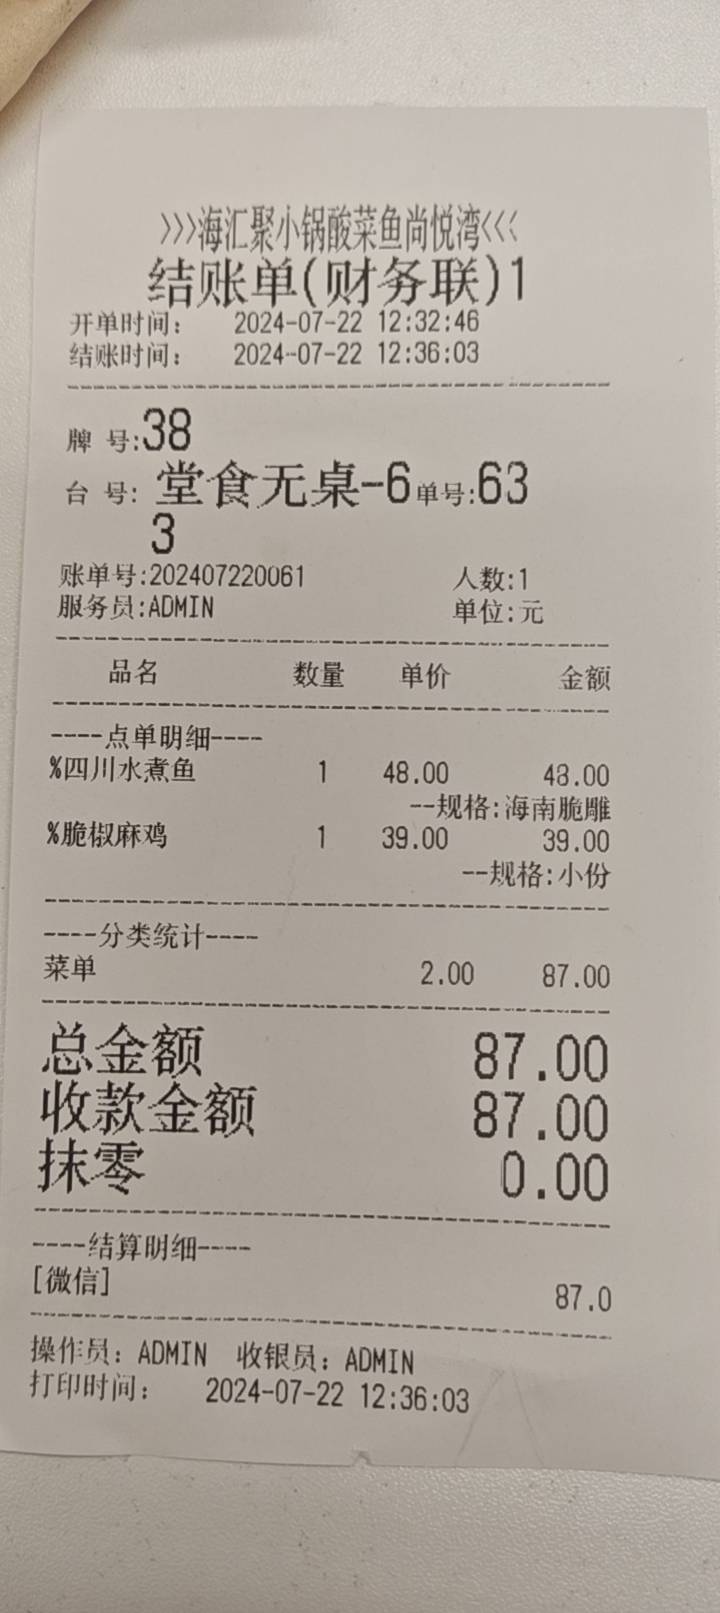 >>>海汇聚小锅酸菜鱼尚悦湾<<<
结账单(财务联)1
开单时间: 2024-07-22 12:32:46
结账时间: 2024-07-22 12:36:03
牌 号:38
台 号: 堂食无桌-6 单号:63
3
账单号:202407220061 人数:1
服务员:ADMIN 单位:元
品名 数量 单价 金额
----点单明细----
%四川水煮鱼 1 48.00 48.00
--规格:海南脆雕
%脆椒麻鸡 1 39.00 39.00
--规格:小份
----分类统计----
菜单 2.00 87.00
总金额 87.00
收款金额 87.00
抹零 0.00
----结算明细----
[微信] 87.0
操作员: ADMIN 收银员: ADMIN
打印时间: 2024-07-22 12:36:03